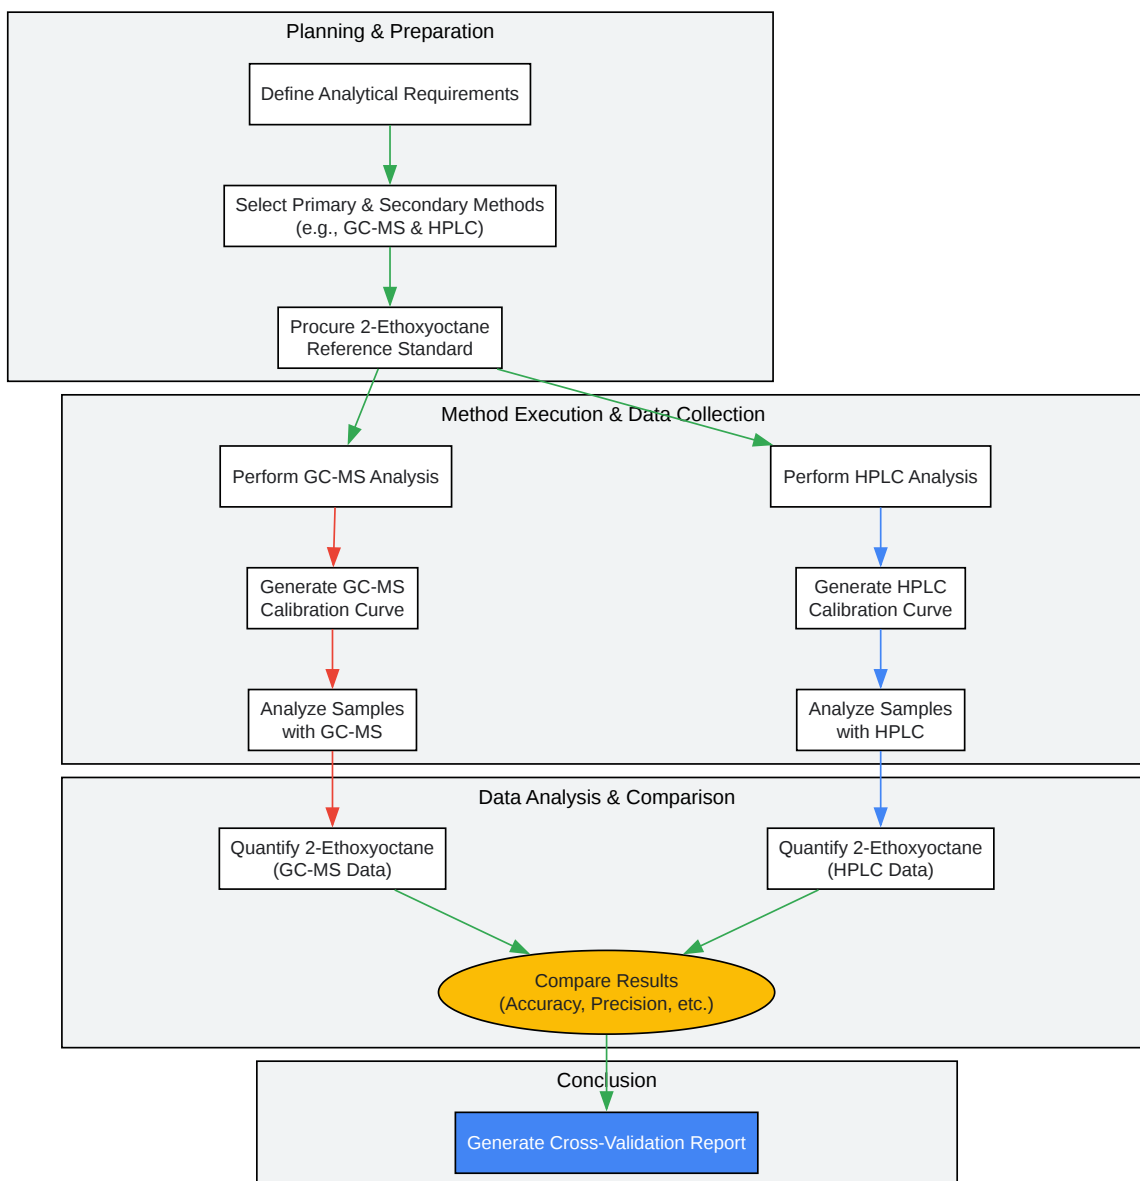 Planning & Preparation
Define Analytical Requirements
Select Primary & Secondary Methods
(e.g., GC-MS & HPLC)
Procure 2-Ethoxyoctane
Reference Standard
Method Execution & Data Collection
Perform GC-MS Analysis
Perform HPLC Analysis
Generate GC-MS
Calibration Curve
Generate HPLC
Calibration Curve
Analyze Samples
with GC-MS
Analyze Samples
with HPLC
Data Analysis & Comparison
Quantify 2-Ethoxyoctane
(GC-MS Data)
Quantify 2-Ethoxyoctane
(HPLC Data)
Compare Results
(Accuracy, Precision, etc.)
Conclusion
Generate Cross-Validation Report